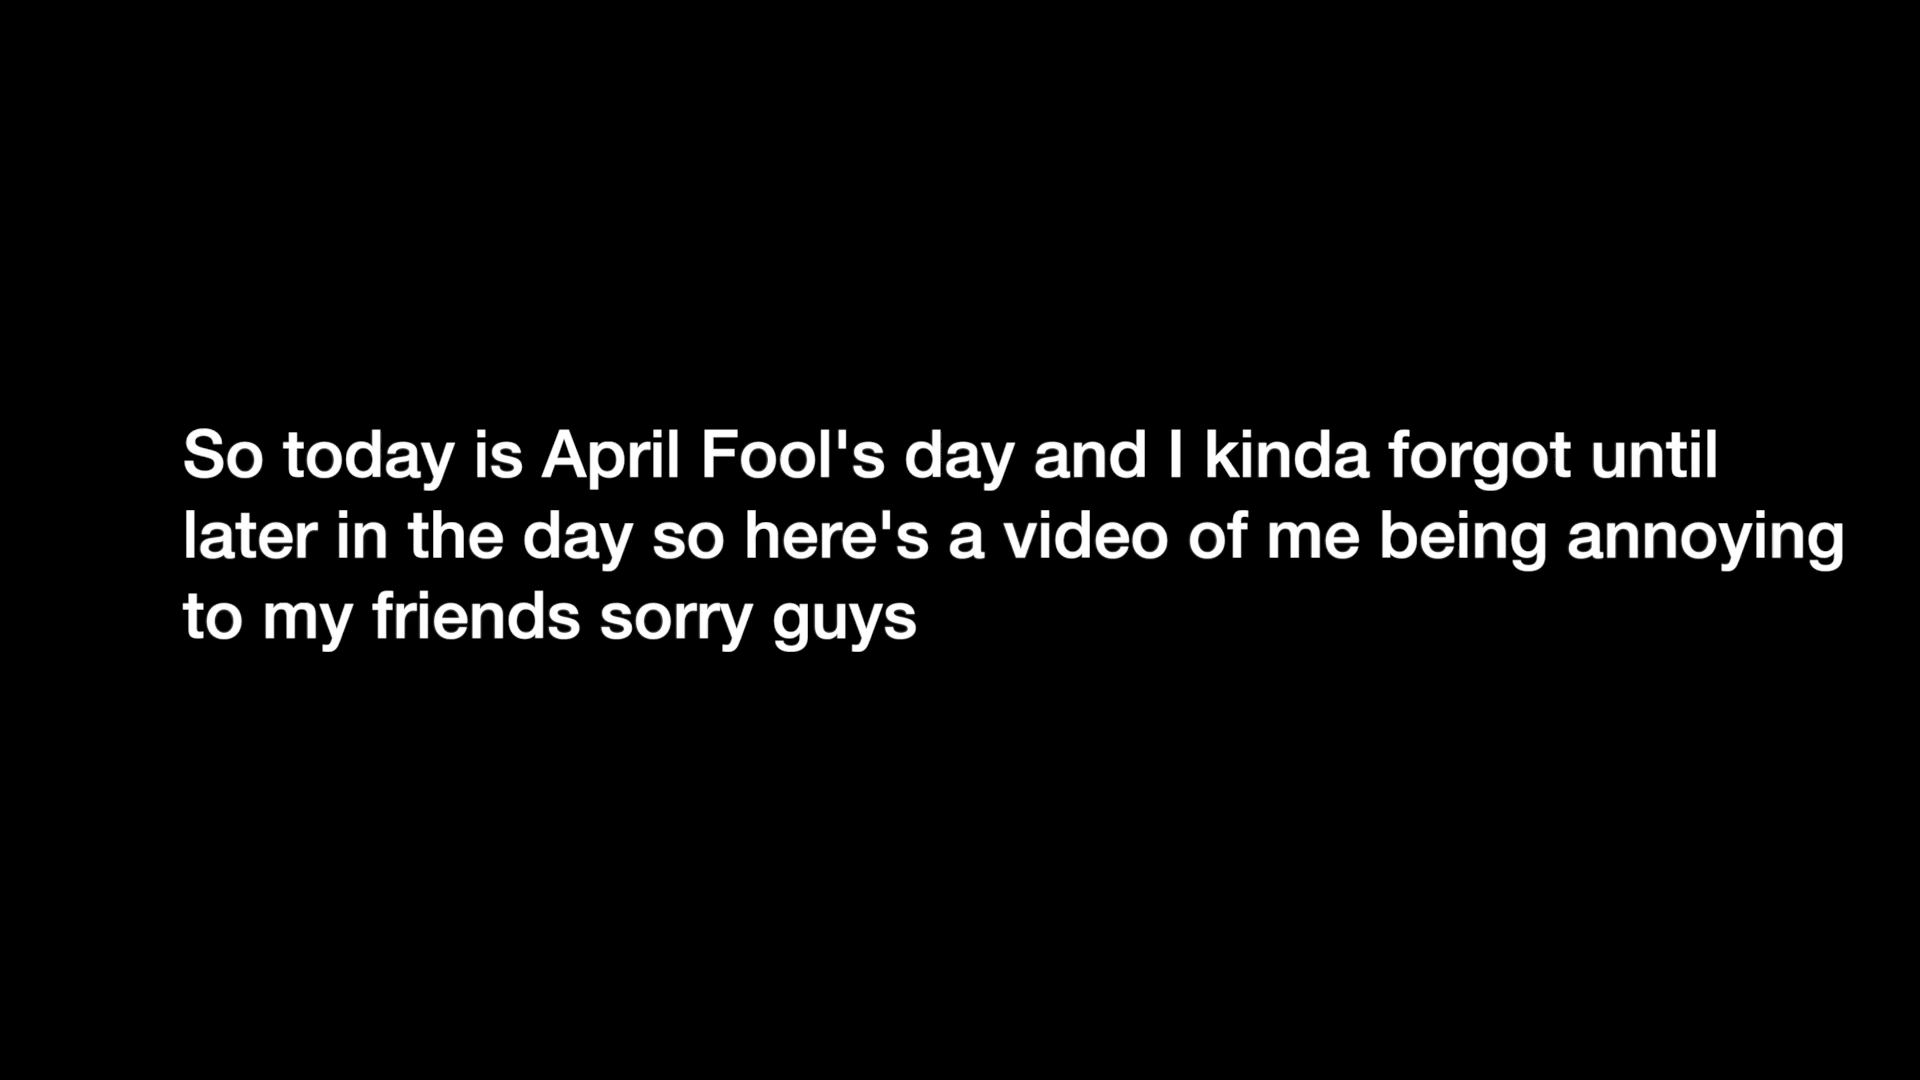 So today is April Fool's day and I kinda forgot until
later in the day so here's a video of me being annoying
to my friends sorry guys